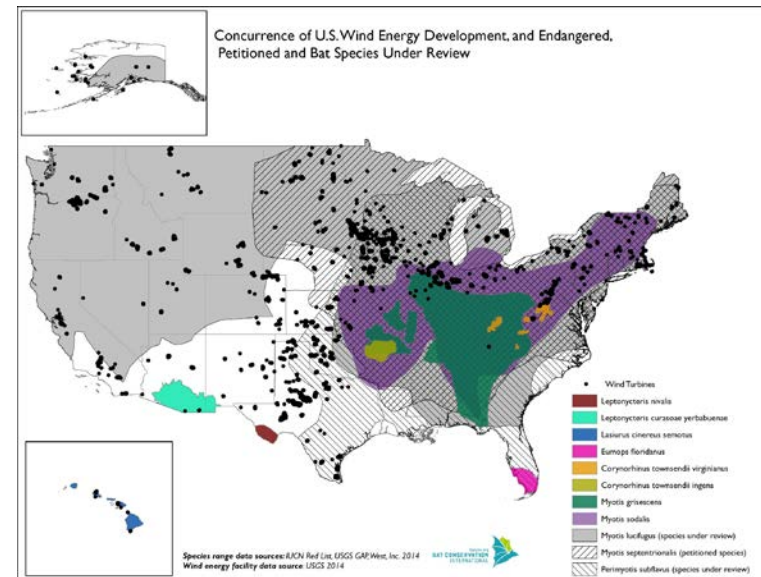 Concurrence of U.S. Wind Energy Development, and Endangered,
Petitioned and Bat Species Under Review
Wind Turbines
Leptonycteris nivalis
Leptonycteris curasoae yerbabuenae
Lasiurus cinereus semotus
Eumops floridanus
Corynorhinus townsendii virginianus
Corynorhinus townsendii ingens
Myotis grisescens
Myotis sodalis
Myotis lucifugus (species under review)
Myotis septentrionalis (petitioned species)
Perimyotis subflavus (species under review)
Species range data sources: IUCN Red List, USGS GAP, West, Inc. 2014
Wind energy facility data source: USGS 2014
BAT CONSERVATION
INTERNATIONAL